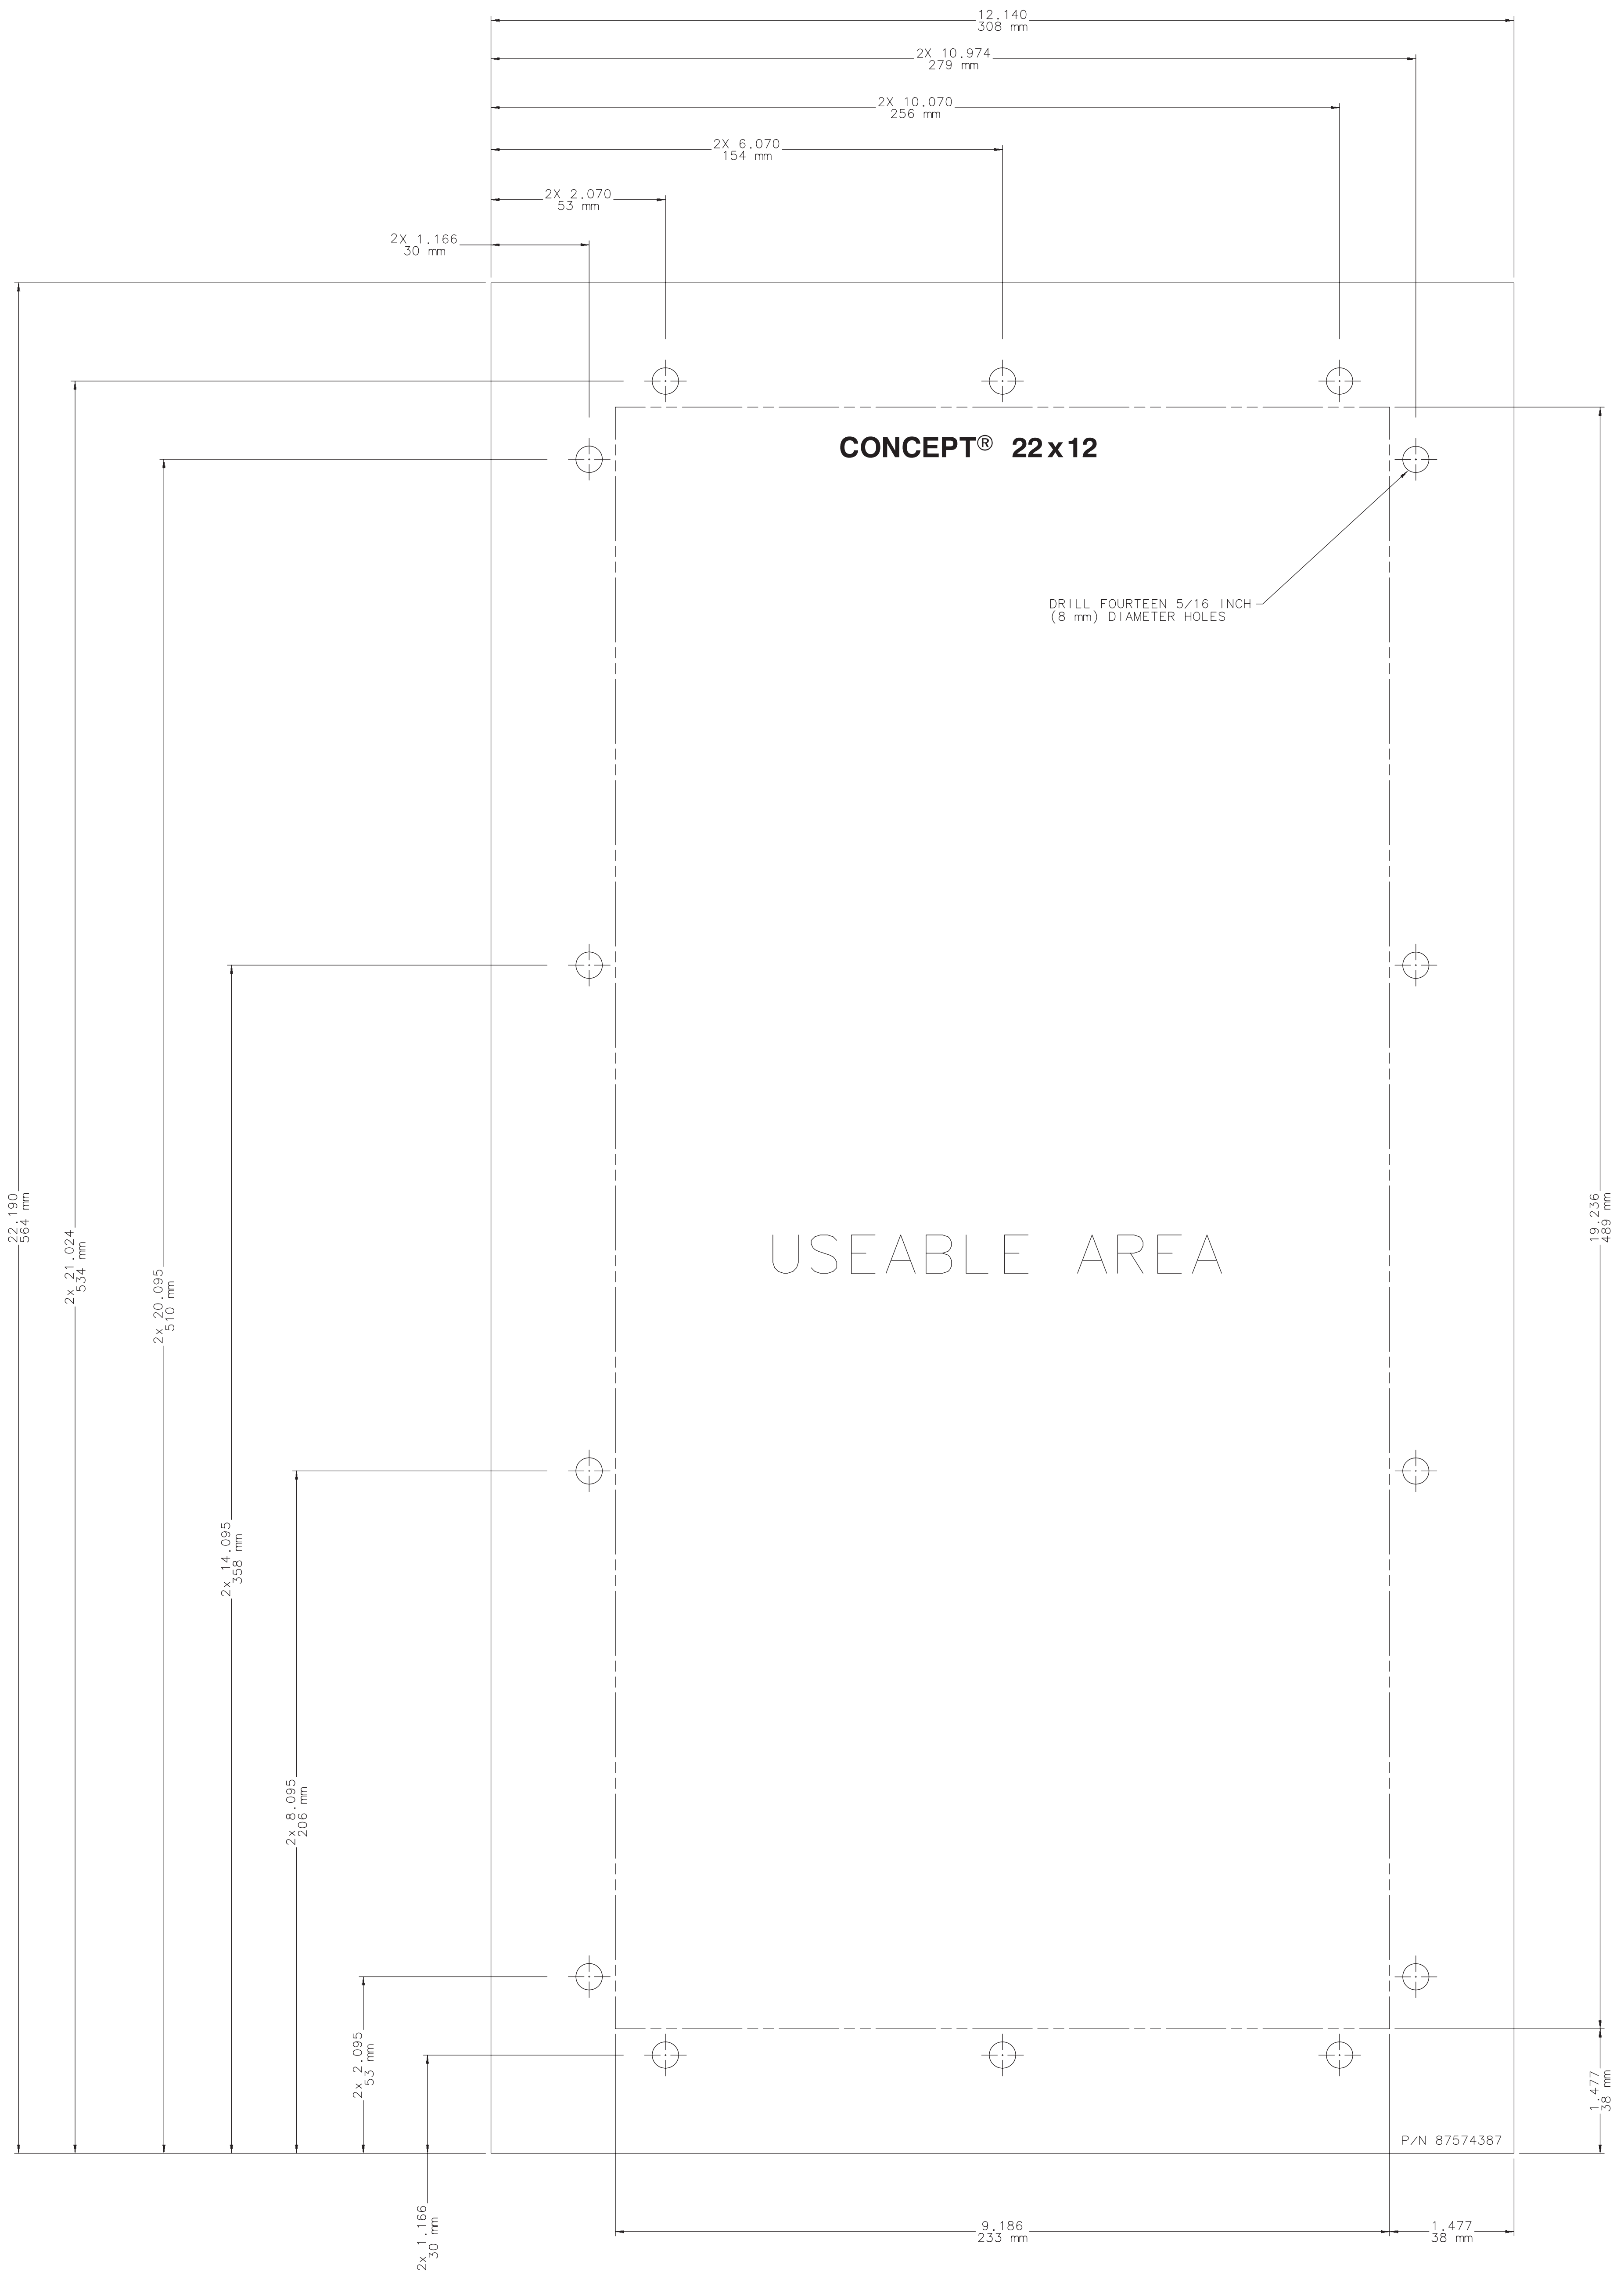 12.140
308 mm
2X 10.974
279 mm
2X 10.070
256 mm
2X 6.070
154 mm
2X 2.070
53 mm
2X 1.166
30 mm
CONCEPT® 22x12
DRILL FOURTEEN 5/16 INCH
(8 mm) DIAMETER HOLES
22.190
564 mm
2x 21.024
534 mm
2x 20.095
510 mm
19.236
489 mm
USEABLE AREA
2x 14.095
358 mm
2x 8.095
206 mm
2x 2.095
53 mm
1.477
38 mm
P/N 87574387
2x 1.166
30 mm
9.186
233 mm
1.477
38 mm